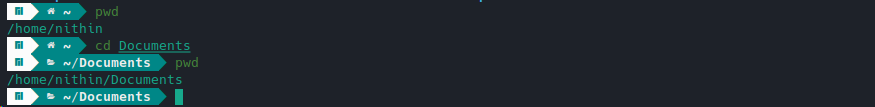 ~ pwd
/home/nithin
~ cd Documents
~/Documents pwd
/home/nithin/Documents
~/Documents